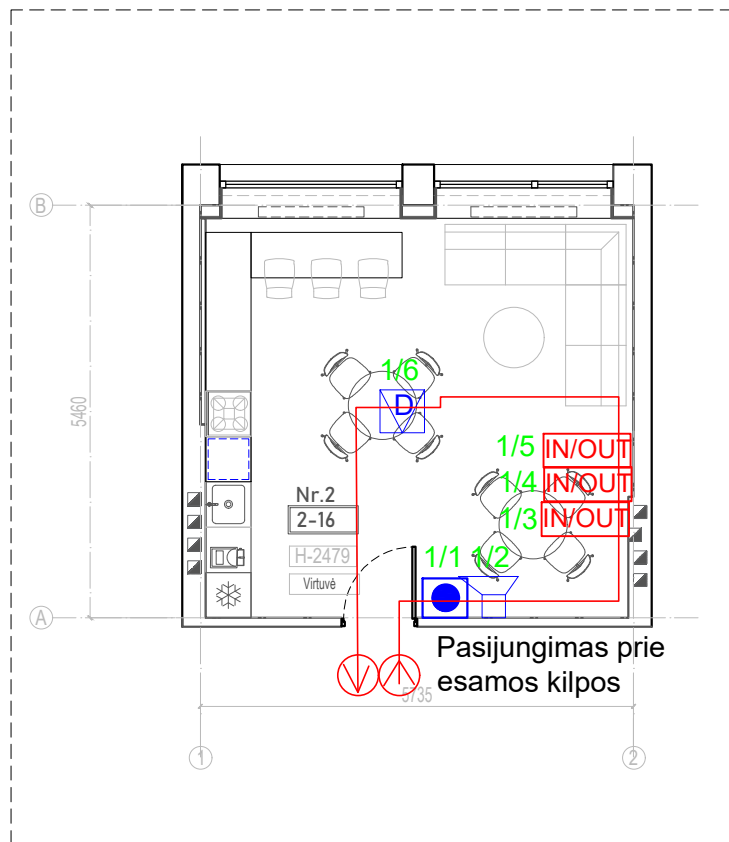 B
1/6
D
5460
1/5 IN/OUT
1/4 IN/OUT
1/3 IN/OUT
Nr.2
2-16
H-2479
Virtuvė
1/1 1/2
A
Pasijungimas prie
esamos kilpos
5735
1
2